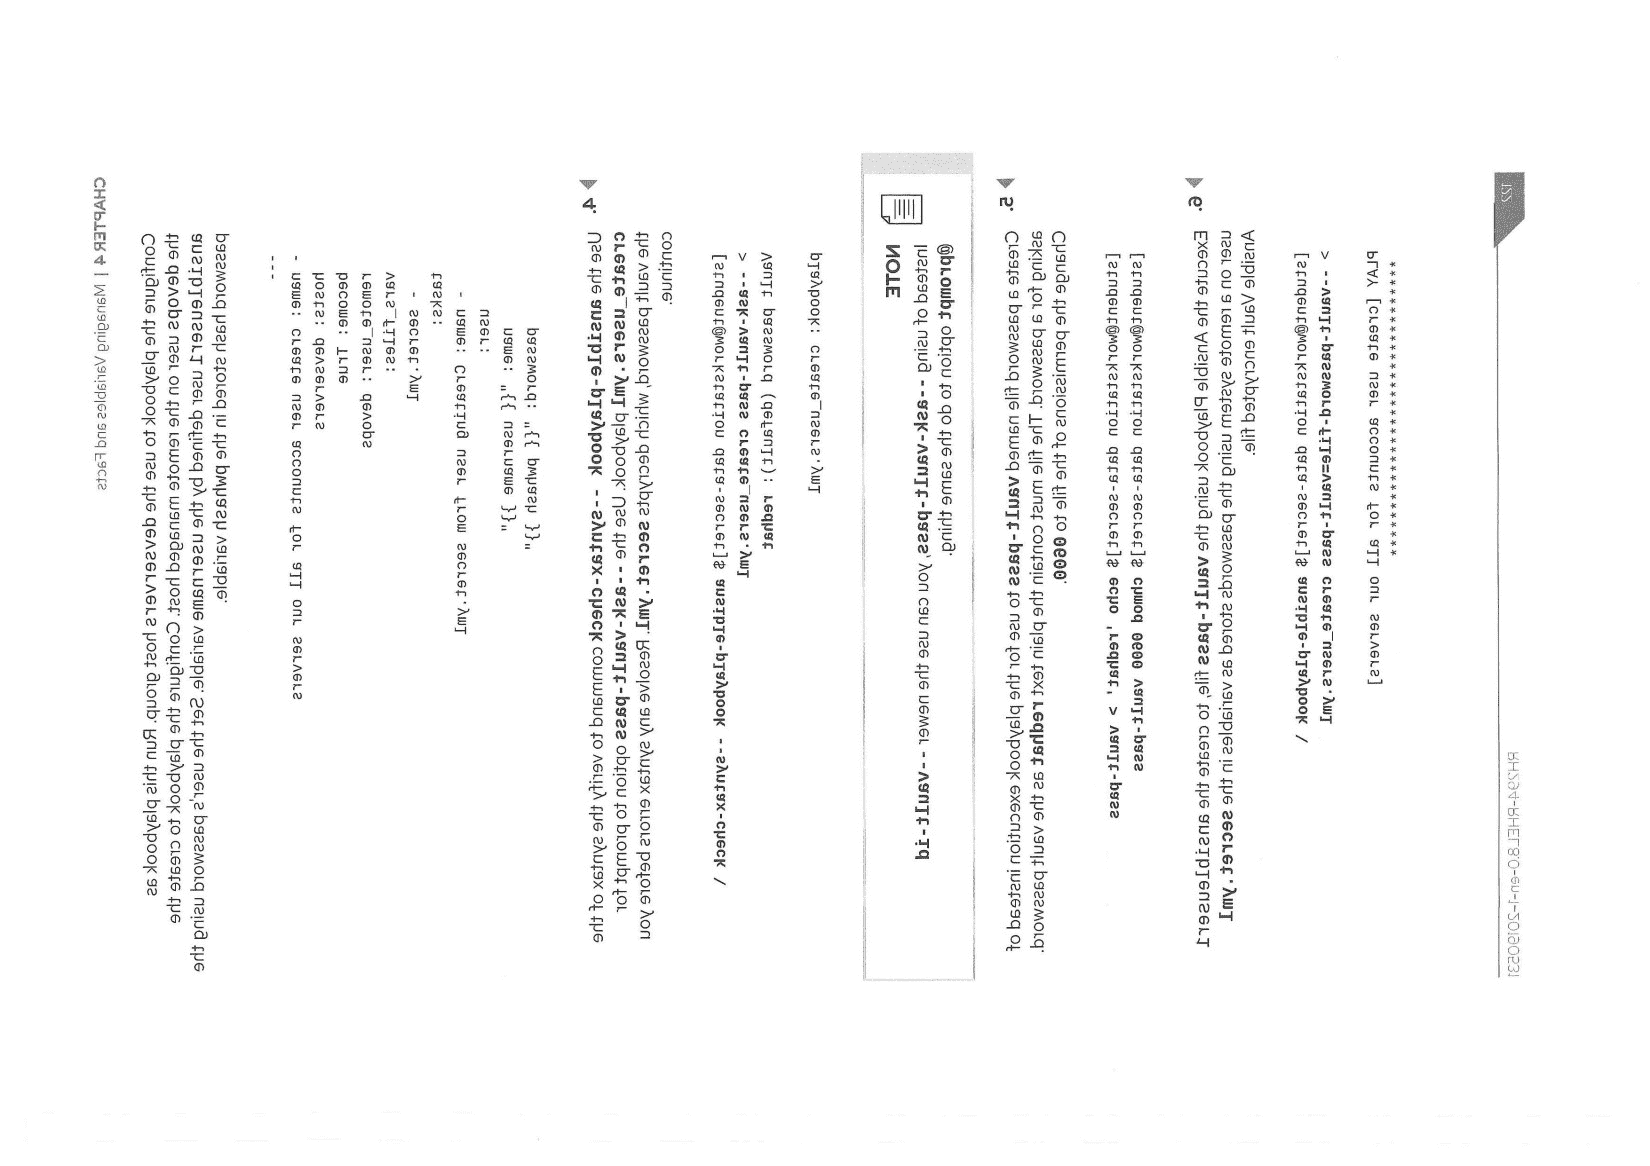 CHAPTER 4 | Managing Variables and Facts
Configure the playbook to use the devservers host group. Run this playbook as
the devops user on the remote managed host. Configure the playbook to create the
ansibleuser1 user defined by the username variable. Set the user's password using the
password hash stored in the pwhash variable.
---
- name: create user accounts for all our servers
hosts: devservers
become: True
remote_user: devops
vars_files:
- secret.yml
tasks:
- name: Creating user from secret.yml
user:
name: "{{ username }}"
password: "{{ pwhash }}"
4. Use the ansible-playbook --syntax-check command to verify the syntax of the
create_users.yml playbook. Use the --ask-vault-pass option to prompt for
the vault password, which decrypts secret.yml. Resolve any syntax errors before you
continue.
[student@workstation data-secret]$ ansible-playbook --syntax-check \
> --ask-vault-pass create_users.yml
Vault password (default): redhat
playbook: create_users.yml
NOTE
Instead of using --ask-vault-pass, you can use the newer --vault-id
@prompt option to do the same thing.
5. Create a password file named vault-pass to use for the playbook execution instead of
asking for a password. The file must contain the plain text redhat as the vault password.
Change the permissions of the file to 0600.
[student@workstation data-secret]$ echo 'redhat' > vault-pass
[student@workstation data-secret]$ chmod 0600 vault-pass
6. Execute the Ansible Playbook using the vault-pass file, to create the ansibleuser1
user on a remote system using the passwords stored as variables in the secret.yml
Ansible Vault encrypted file.
[student@workstation data-secret]$ ansible-playbook \
> --vault-password-file=vault-pass create_users.yml
PLAY [create user accounts for all our servers]
******************************
122
RH294-RHEL8.0-en-1-20190531